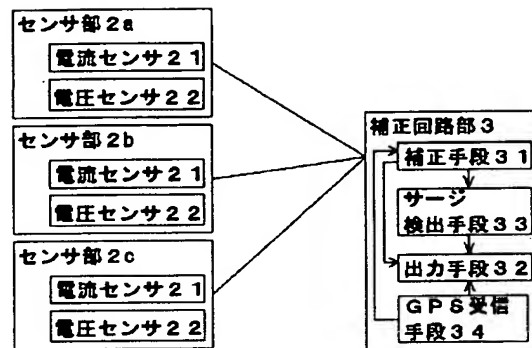 センサ部2a
電流センサ21
電圧センサ22
センサ部2b
電流センサ21
電圧センサ22
センサ部2c
電流センサ21
電圧センサ22
補正回路部3
補正手段31
サージ
検出手段33
出力手段32
GPS受信
手段34